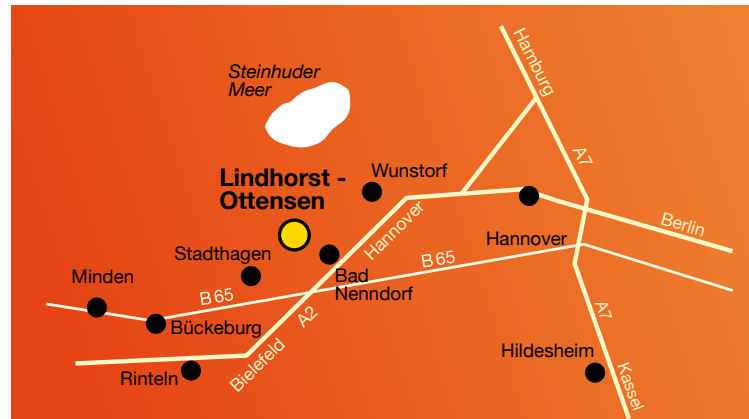 Steinhuder
Meer
Hamburg
A7
Wunstorf
Lindhorst -
Ottensen
Hannover
Berlin
Hannover
Stadthagen
B 65
Bad
Nenndorf
Minden
B 65
Bückeburg
A2
A7
Bielefeld
Hildesheim
Rinteln
Kassel